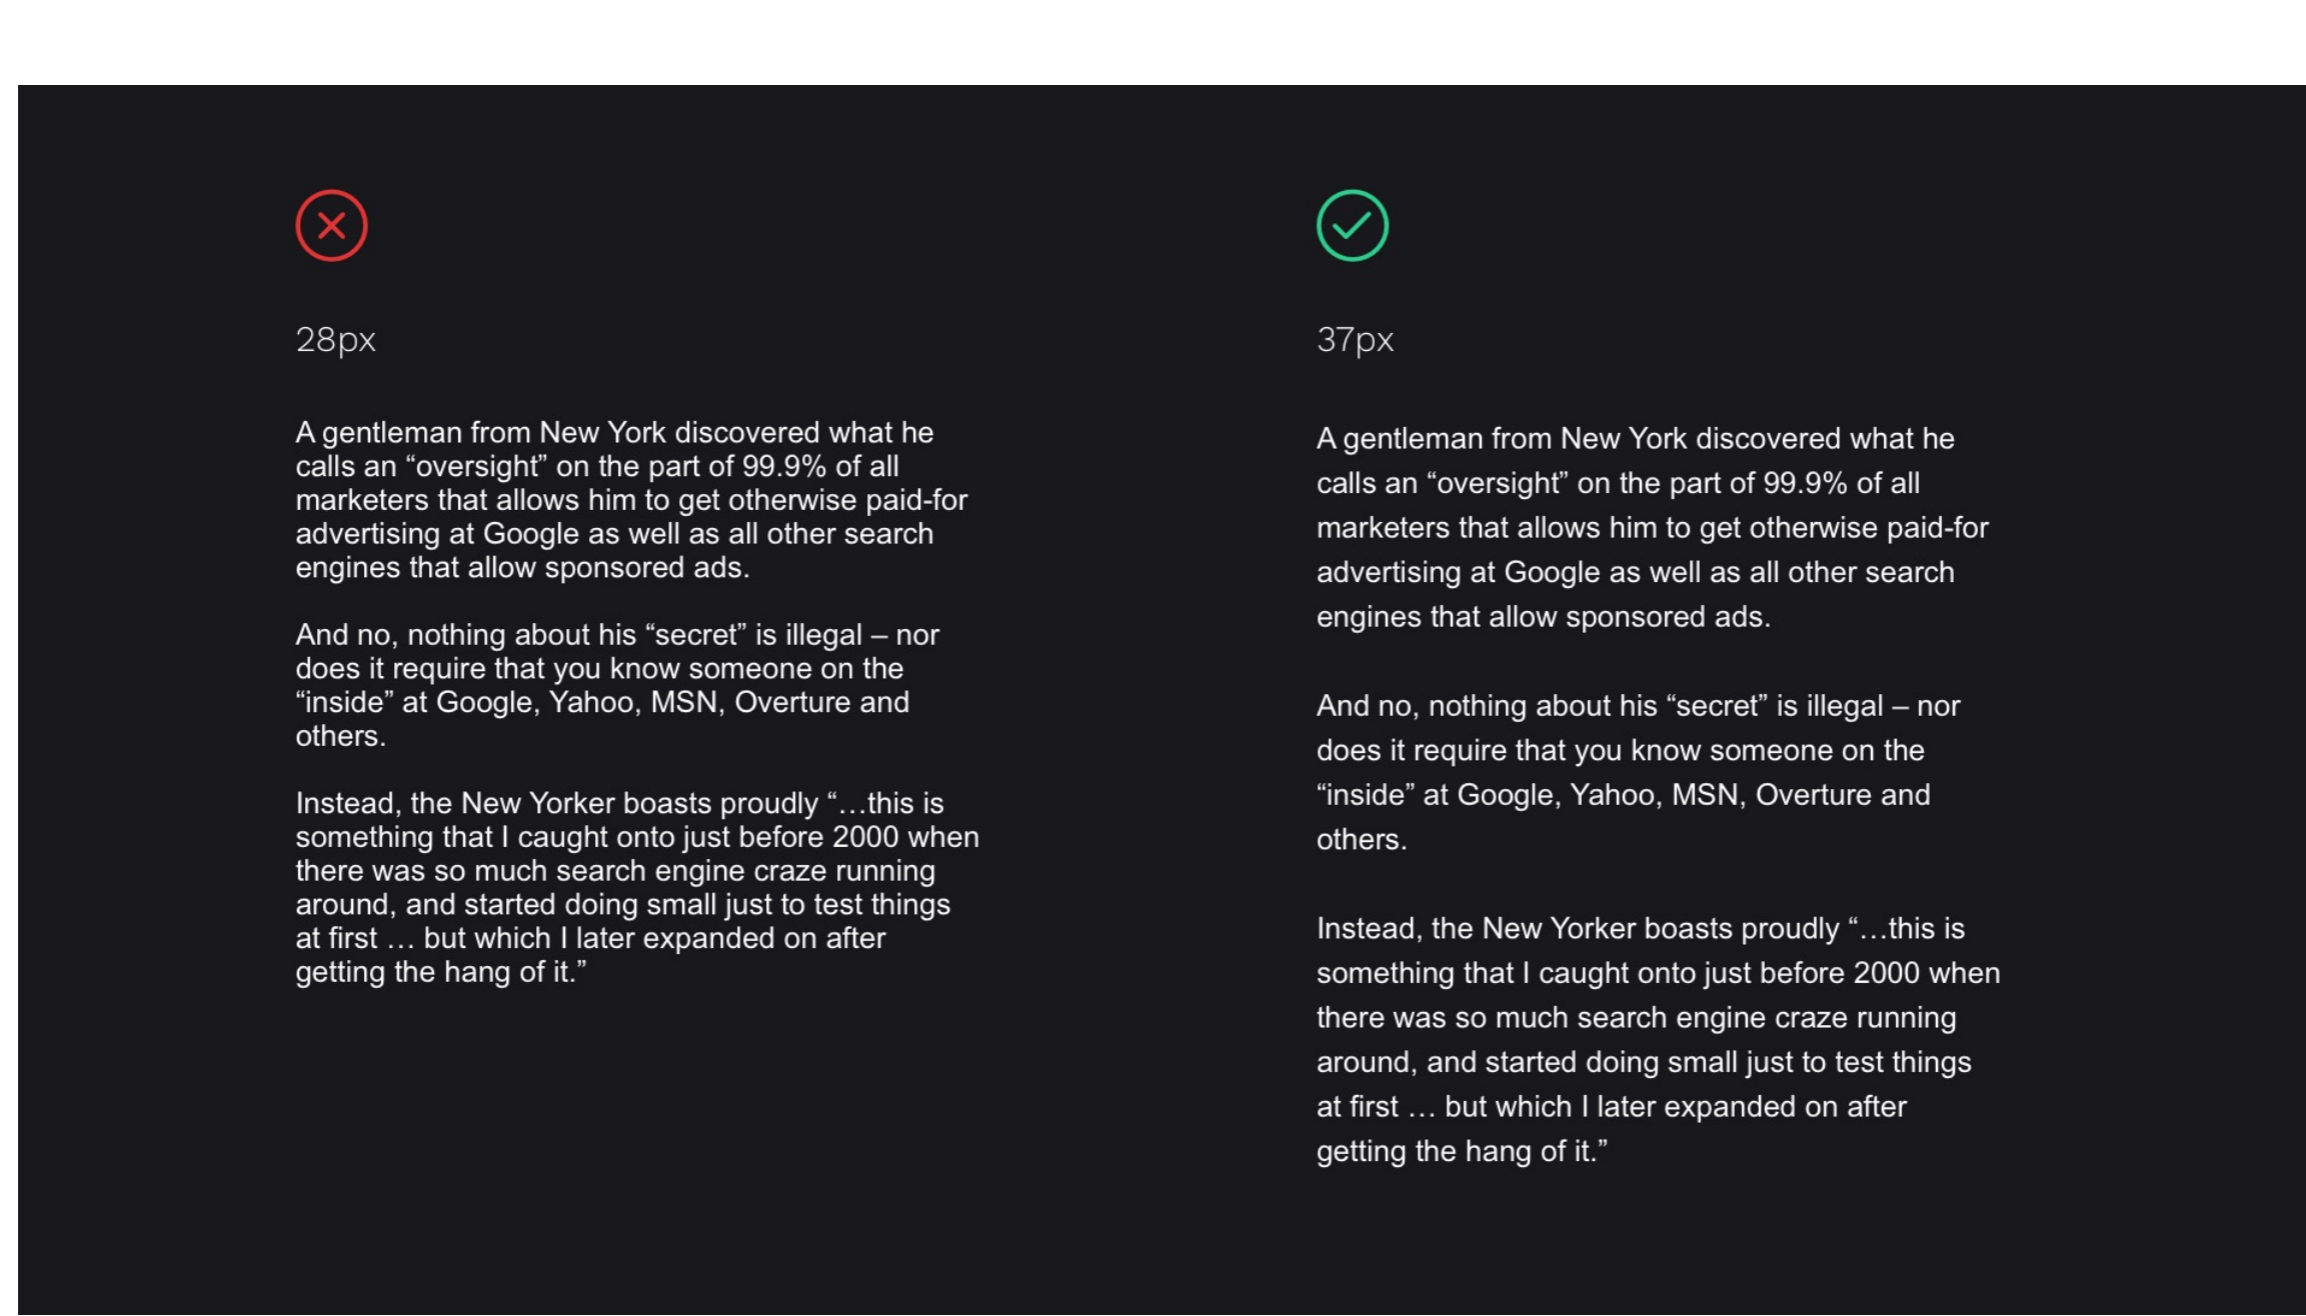 28px
A gentleman from New York discovered what he
calls an “oversight” on the part of 99.9% of all
marketers that allows him to get otherwise paid-for
advertising at Google as well as all other search
engines that allow sponsored ads.
And no, nothing about his “secret” is illegal – nor
does it require that you know someone on the
“inside” at Google, Yahoo, MSN, Overture and
others.
Instead, the New Yorker boasts proudly “…this is
something that I caught onto just before 2000 when
there was so much search engine craze running
around, and started doing small just to test things
at first … but which I later expanded on after
getting the hang of it.”
37px
A gentleman from New York discovered what he
calls an “oversight” on the part of 99.9% of all
marketers that allows him to get otherwise paid-for
advertising at Google as well as all other search
engines that allow sponsored ads.
And no, nothing about his “secret” is illegal – nor
does it require that you know someone on the
“inside” at Google, Yahoo, MSN, Overture and
others.
Instead, the New Yorker boasts proudly “…this is
something that I caught onto just before 2000 when
there was so much search engine craze running
around, and started doing small just to test things
at first … but which I later expanded on after
getting the hang of it.”